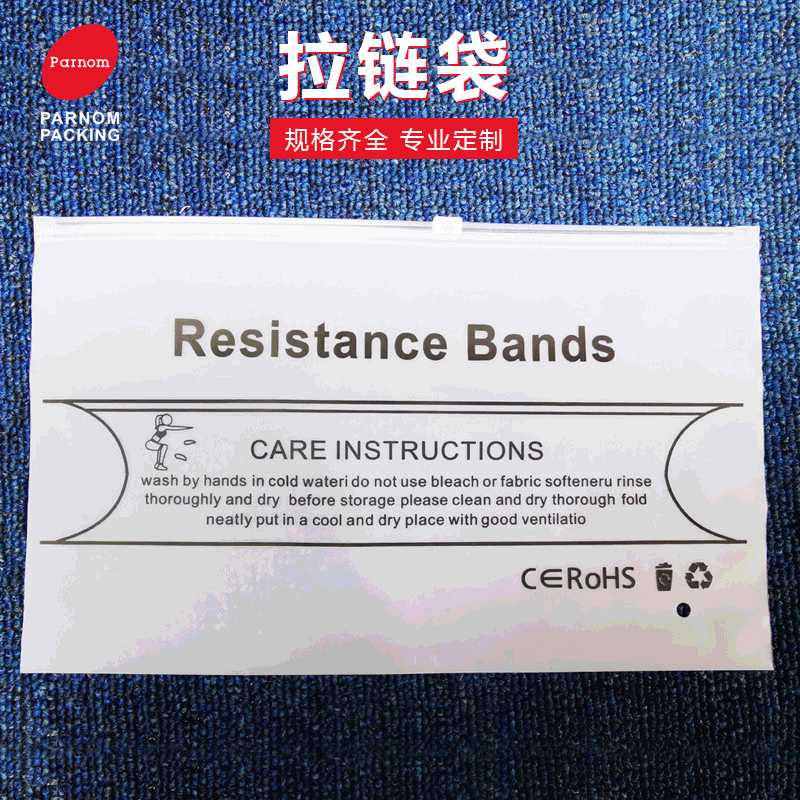 Parnom
PARNOM
PACKING
拉链袋
规格齐全 专业定制
Resistance Bands
CARE INSTRUCTIONS
wash by hands in cold wateri do not use bleach or fabric softeneru rinse
thoroughly and dry before storage please clean and dry thorough fold
neatly put in a cool and dry place with good ventilatio
CE RoHS